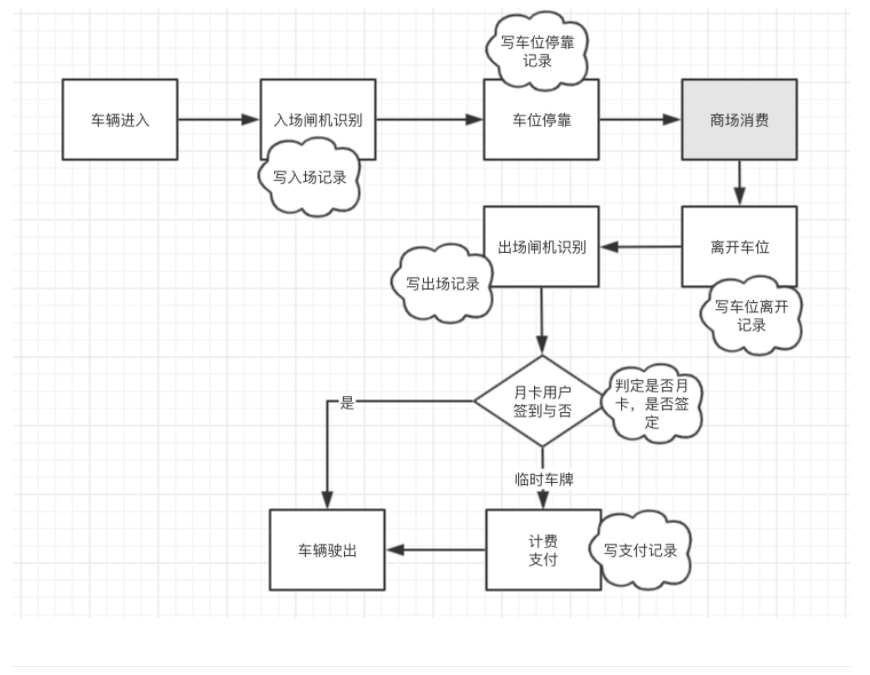 写车位停靠
记录
车辆进入
入场闸机识别
车位停靠
商场消费
写入场记录
出场闸机识别
离开车位
写出场记录
写车位离开
记录
月卡用户
签到与否
判定是否月
卡，是否签
定
是
临时车牌
车辆驶出
计费
支付
写支付记录